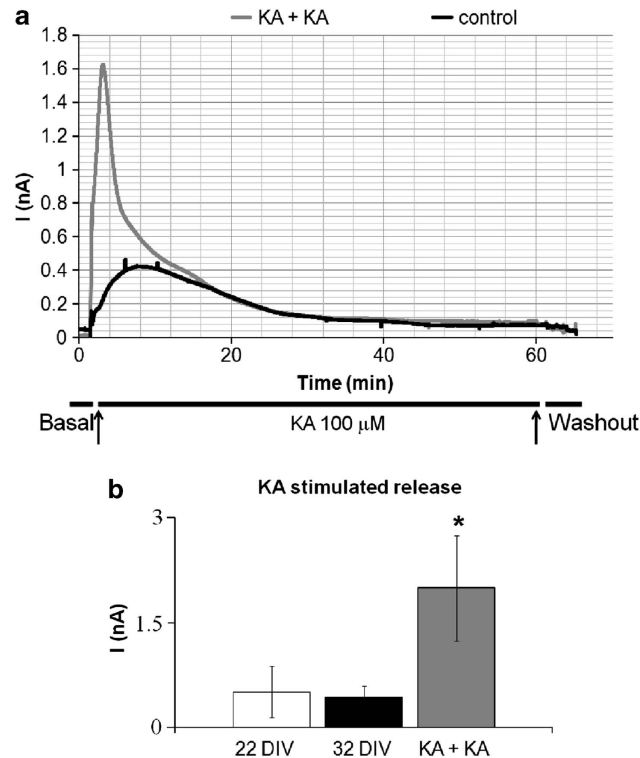 a
KA + KA
control
1.8
1.6
1.4
1.2
1
0.8
0.6
0.4
0.2
0
I (nA)
0
20
40
60
Time (min)
Basal
KA 100 µM
Washout
b
KA stimulated release
3
1.5
0
I (nA)
*
22 DIV
32 DIV
KA + KA